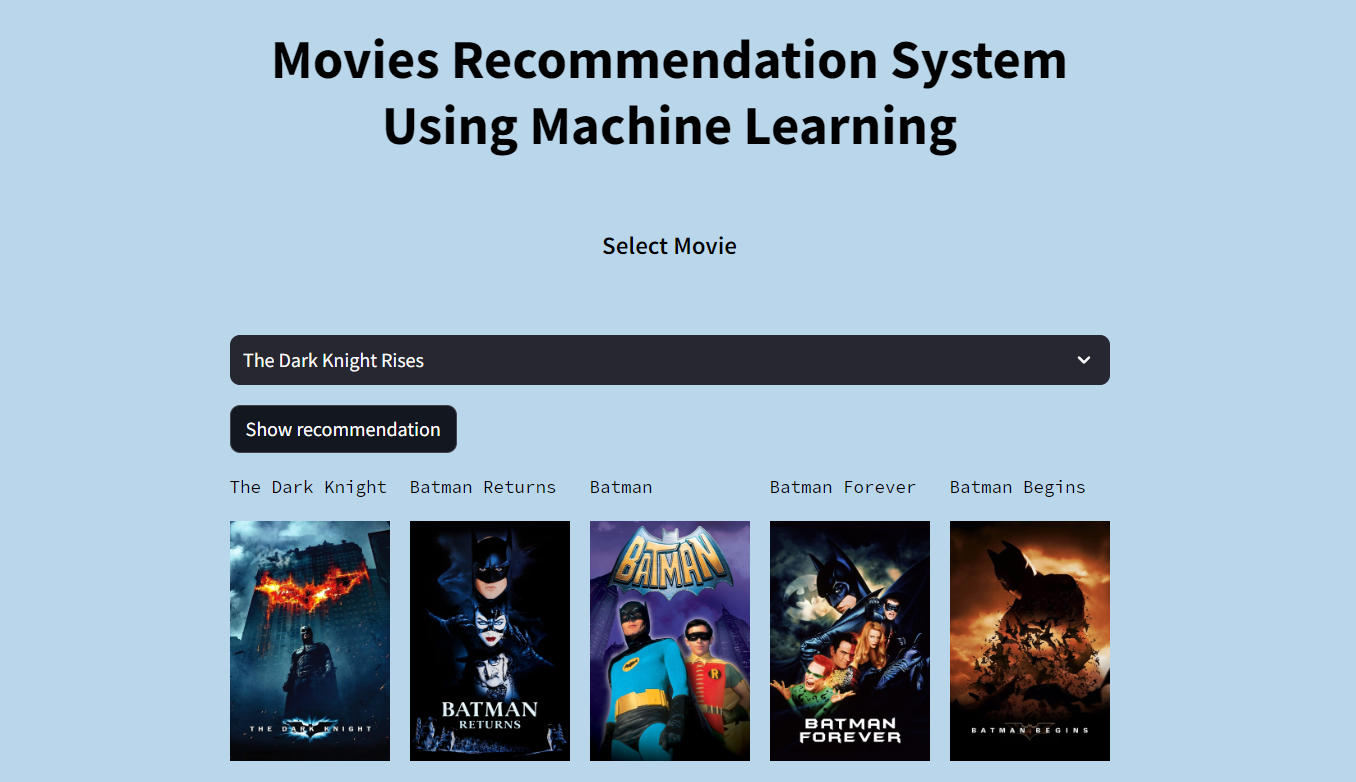 Movies Recommendation System
Using Machine Learning
Select Movie
The Dark Knight Rises
Show recommendation
The Dark Knight
Batman Returns
Batman
Batman Forever
Batman Begins
THE DARK KNIGHT
BATMAN
RETURNS
BATMAN
R
BATMAN
FOREVER
BATMAN BEGINS